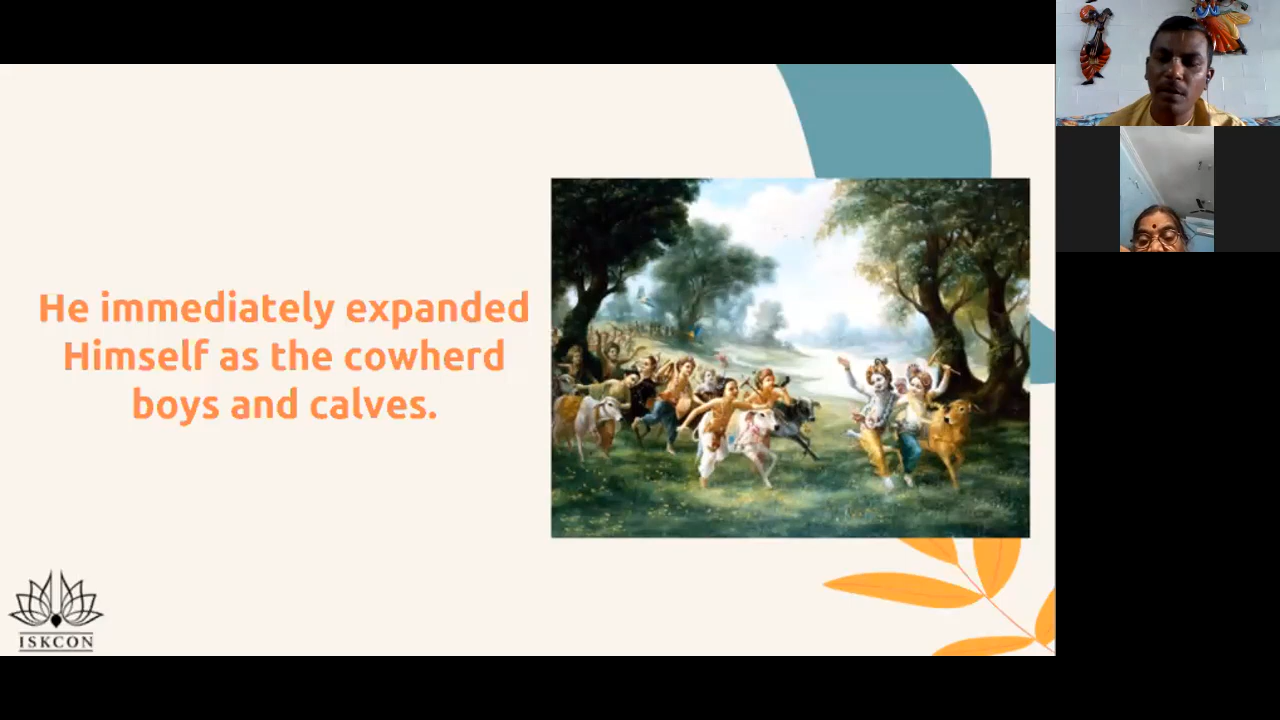 He immediately expanded
Himself as the cowherd
boys and calves.
ISKCON